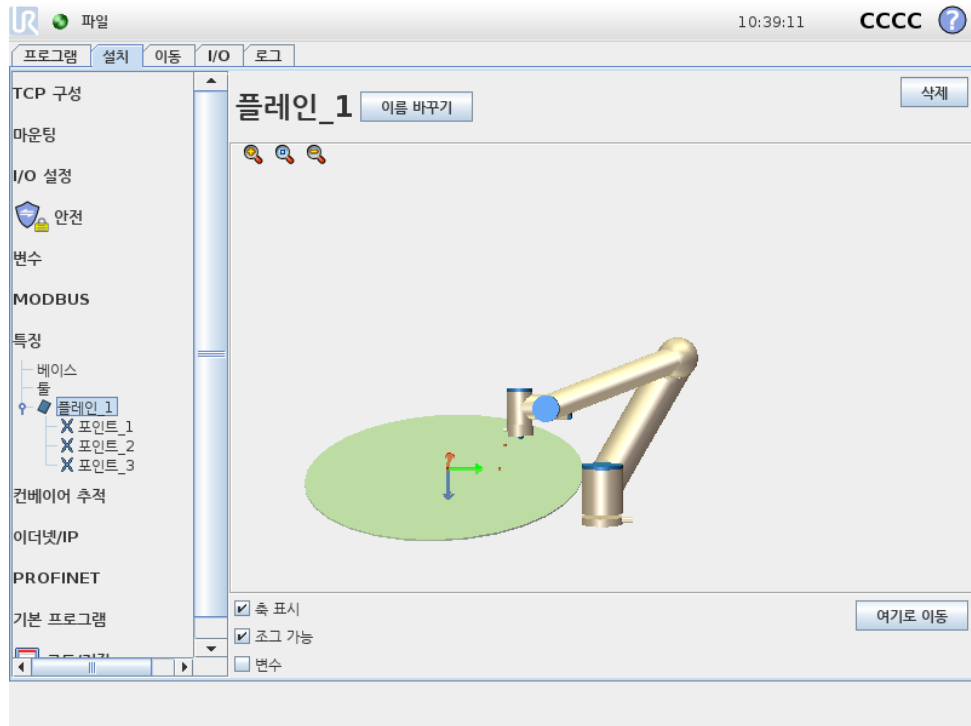 UR 파일 10:39:11 CCCC ?
프로그램 설치 이동 I/O 로그
TCP 구성
마운팅
I/O 설정
안전
변수
MODBUS
특징
베이스
툴
플레인_1
포인트_1
포인트_2
포인트_3
컨베이어 추적
이더넷/IP
PROFINET
기본 프로그램
플레인_1 이름 바꾸기 삭제
축 표시
조그 가능
변수
여기로 이동